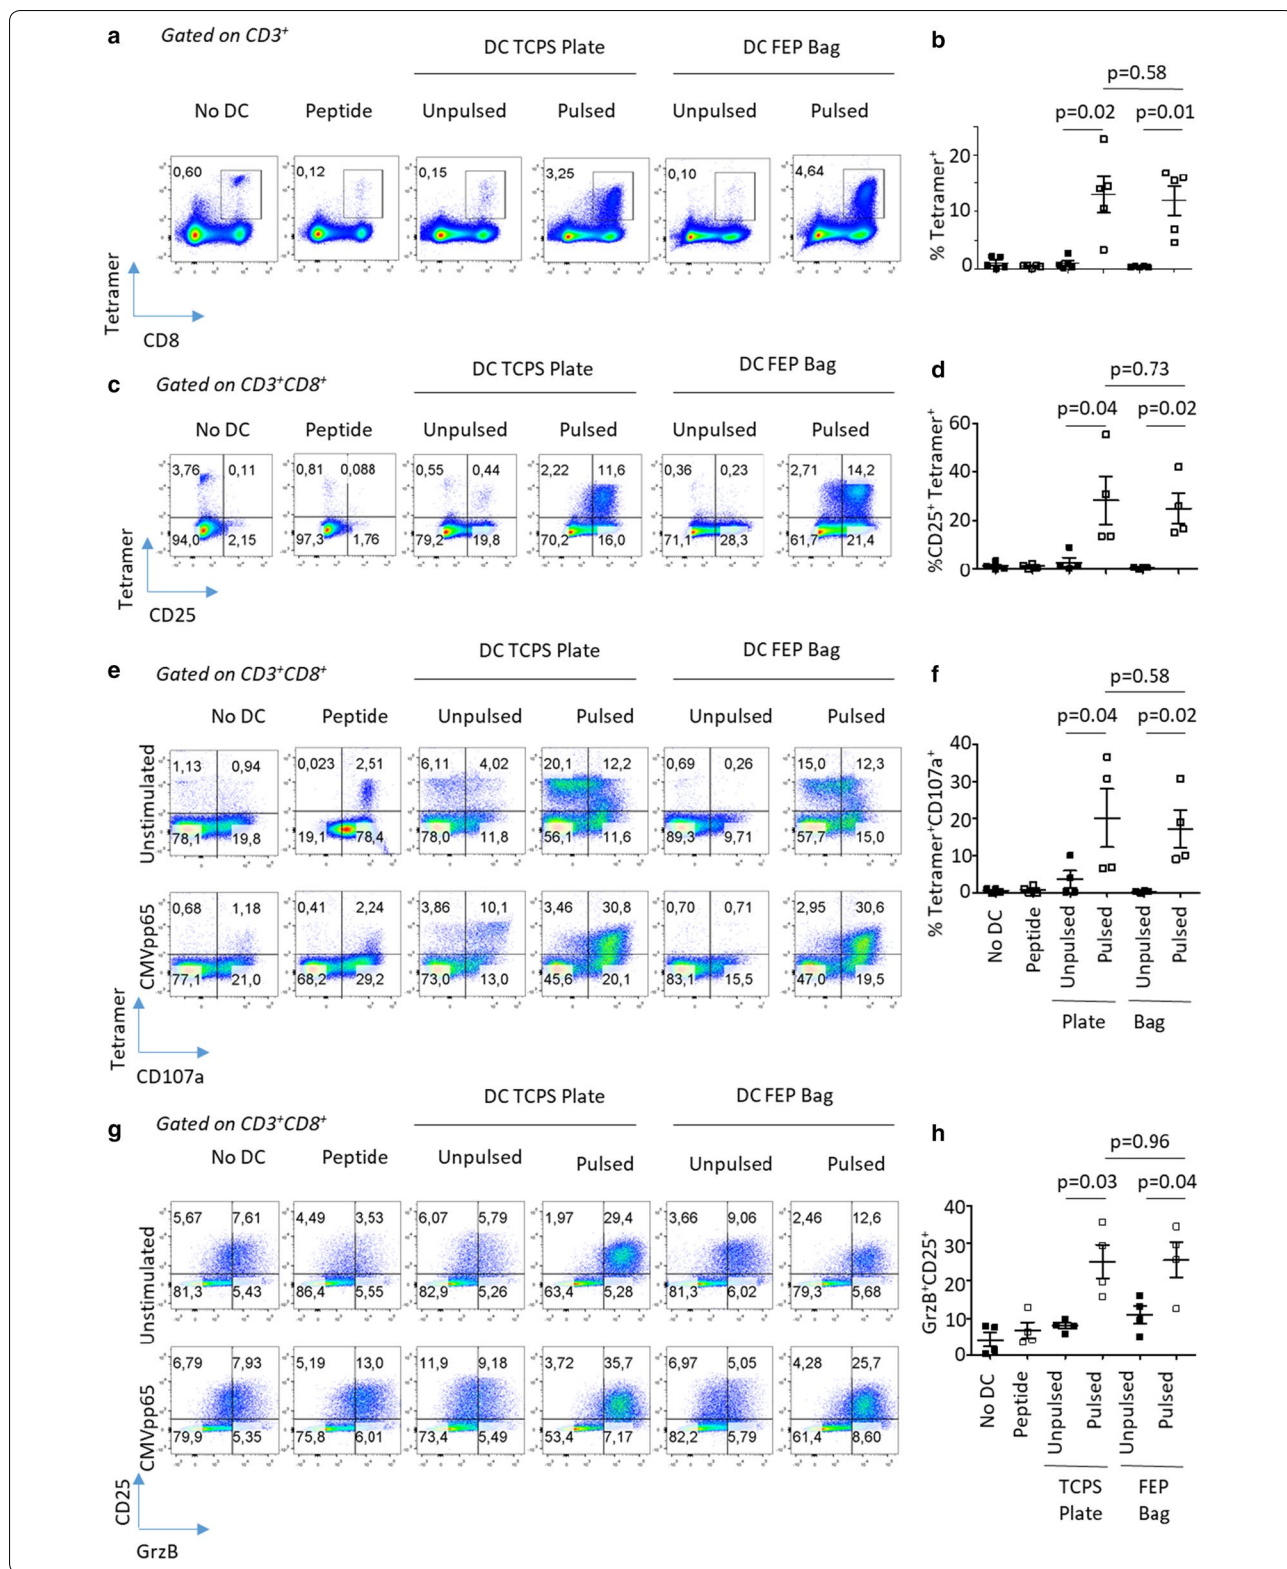 a Gated on CD3+
DC TCPS Plate DC FEP Bag
No DC Peptide Unpulsed Pulsed Unpulsed Pulsed
0,60 0,12 0,15 3,25 0,10 4,64
Tetramer
CD8
b
p=0.58
p=0.02 p=0.01
% Tetramer+
20
10
0
c Gated on CD3+CD8+
DC TCPS Plate DC FEP Bag
No DC Peptide Unpulsed Pulsed Unpulsed Pulsed
3,76 0,11 0,81 0,088 0,55 0,44 2,22 11,6 0,36 0,23 2,71 14,2
94,0 2,15 97,3 1,76 79,2 19,8 70,2 16,0 71,1 28,3 61,7 21,4
Tetramer
CD25
d
p=0.73
p=0.04 p=0.02
%CD25+ Tetramer+
60
40
20
0
e Gated on CD3+CD8+
DC TCPS Plate DC FEP Bag
No DC Peptide Unpulsed Pulsed Unpulsed Pulsed
Unstimulated
1,13 0,94 0,023 2,51 6,11 4,02 20,1 12,2 0,69 0,26 15,0 12,3
78,1 19,8 19,1 78,4 78,0 11,8 56,1 11,6 89,3 9,71 57,7 15,0
CMVpp65
0,68 1,18 0,41 2,24 3,86 10,1 3,46 30,8 0,70 0,71 2,95 30,6
77,1 21,0 68,2 29,2 73,0 13,0 45,6 20,1 83,1 15,5 47,0 19,5
Tetramer
CD107a
f
p=0.58
p=0.04 p=0.02
% Tetramer+CD107a+
40
30
20
10
0
No DC Peptide Unpulsed Pulsed Unpulsed Pulsed
Plate Bag
g Gated on CD3+CD8+
DC TCPS Plate DC FEP Bag
No DC Peptide Unpulsed Pulsed Unpulsed Pulsed
Unstimulated
5,67 7,61 4,49 3,53 6,07 5,79 1,97 29,4 3,66 9,06 2,46 12,6
81,3 5,43 86,4 5,55 82,9 5,26 63,4 5,28 81,3 6,02 79,3 5,68
CMVpp65
6,79 7,93 5,19 13,0 11,9 9,18 3,72 35,7 6,97 5,05 4,28 25,7
79,9 5,35 75,8 6,01 73,4 5,49 53,4 7,17 82,2 5,79 61,4 8,60
CD25
GrzB
h
p=0.96
p=0.03 p=0.04
GrzB+CD25+
40
30
20
10
0
No DC Peptide Unpulsed Pulsed Unpulsed Pulsed
TCPS FEP
Plate Bag